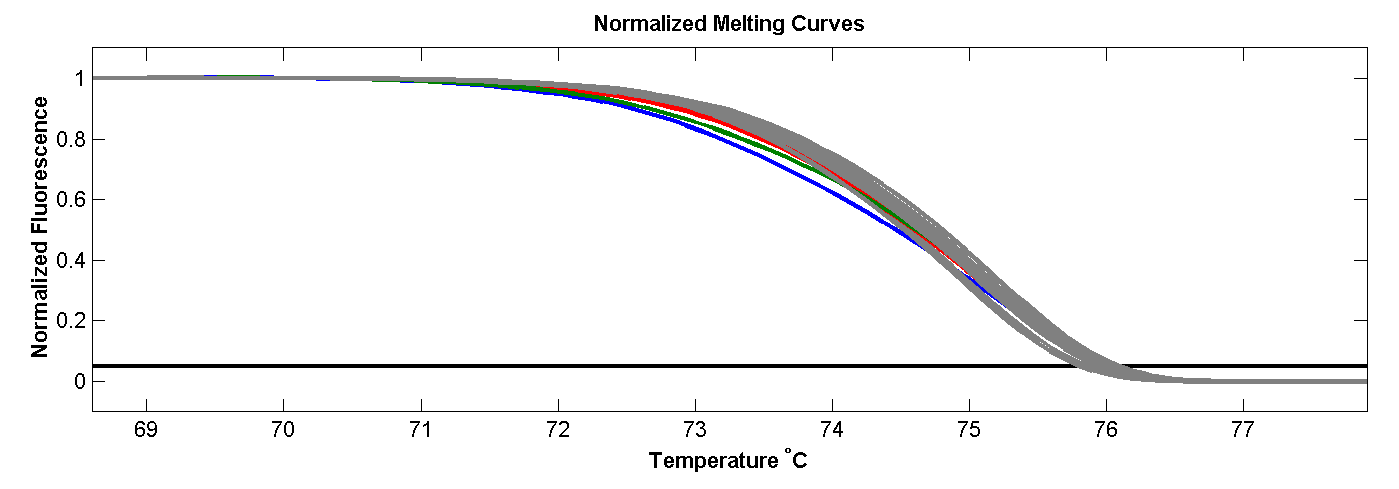 Normalized Melting Curves
Normalized Fluorescence
1
0.8
0.6
0.4
0.2
0
69 70 71 72 73 74 75 76 77
Temperature °C